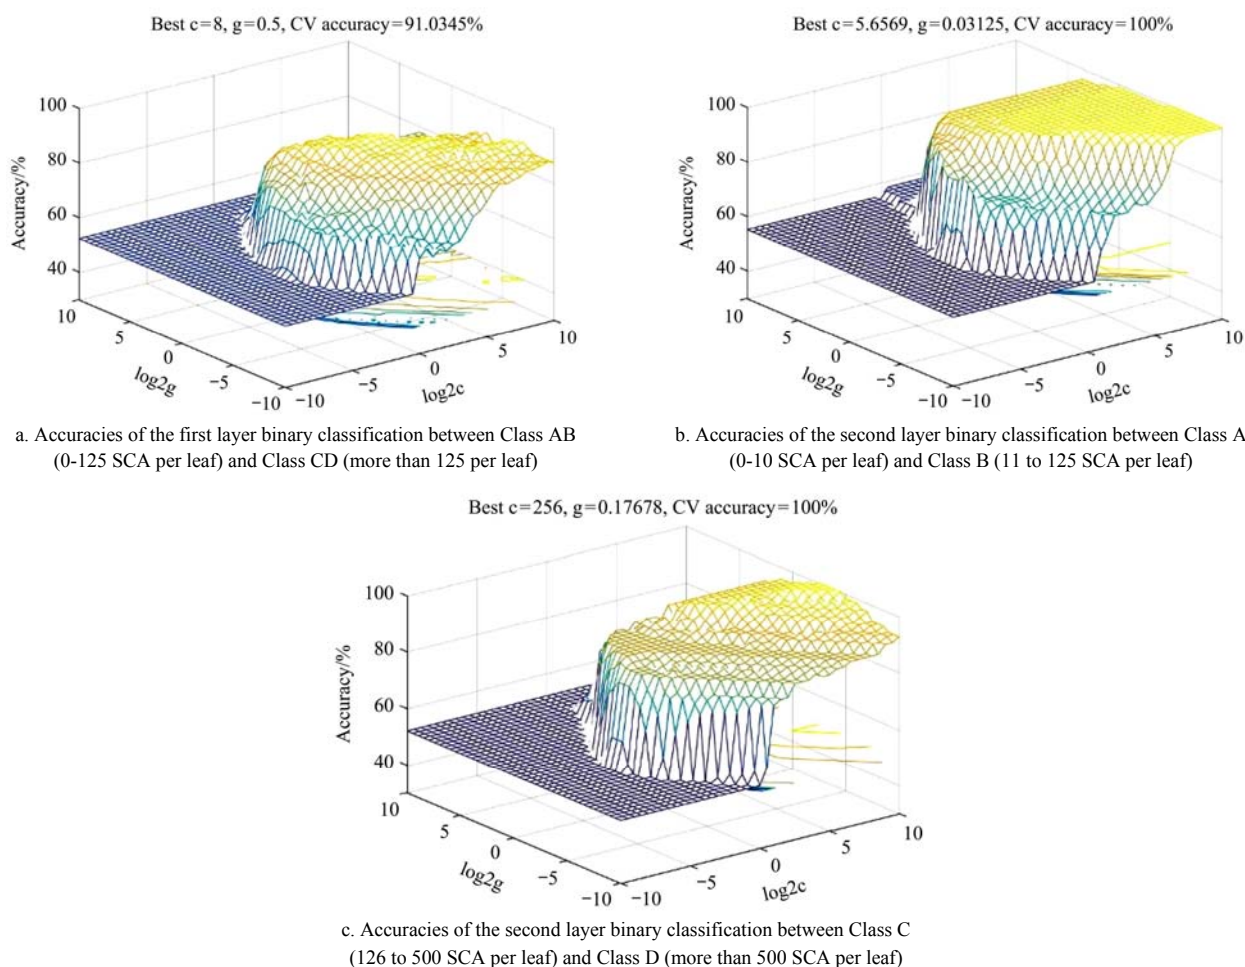 Best c=8, g=0.5, CV accuracy=91.0345%
100
80
60
40
Accuracy/%
10
5
0
−5
−10
log2g
−10
−5
0
5
10
log2c
a. Accuracies of the first layer binary classification between Class AB
(0-125 SCA per leaf) and Class CD (more than 125 per leaf)
Best c=5.6569, g=0.03125, CV accuracy=100%
100
80
60
40
Accuracy/%
10
5
0
−5
−10
log2g
−10
−5
0
5
10
log2c
b. Accuracies of the second layer binary classification between Class A
(0-10 SCA per leaf) and Class B (11 to 125 SCA per leaf)
Best c=256, g=0.17678, CV accuracy=100%
100
80
60
40
Accuracy/%
10
5
0
−5
−10
log2g
−10
−5
0
5
10
log2c
c. Accuracies of the second layer binary classification between Class C
(126 to 500 SCA per leaf) and Class D (more than 500 SCA per leaf)